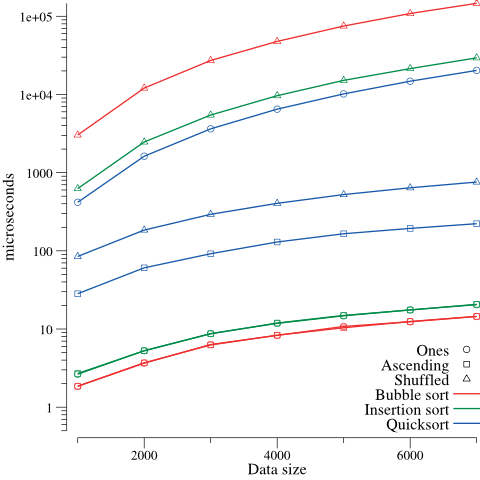 1e+05
1e+04
1000
100
10
1
microseconds
2000
4000
6000
Data size
Ones
Ascending
Shuffled
Bubble sort
Insertion sort
Quicksort